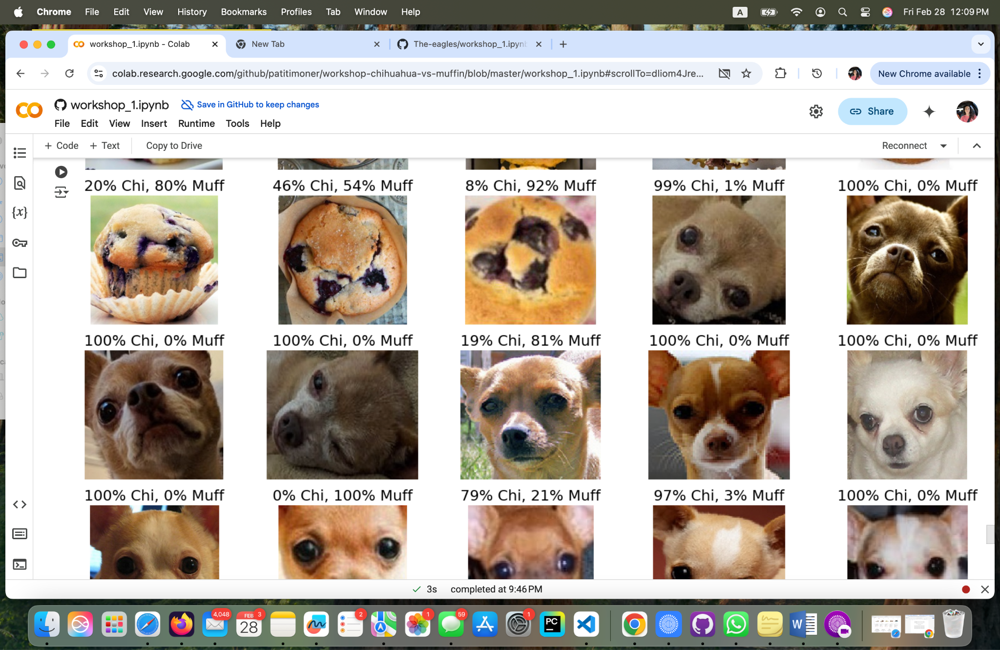 Chrome File Edit View History Bookmarks Profiles Tab Window Help A Fri Feb 28 12:09 PM
workshop_1.ipynb - Colab New Tab The-eagles/workshop_1.ipynb
colab.research.google.com/github/patitimoner/workshop-chihuahua-vs-muffin/blob/master/workshop_1.ipynb#scrollTo=dliom4Jre... New Chrome available
CO workshop_1.ipynb Save in GitHub to keep changes
Share
File Edit View Insert Runtime Tools Help
+ Code + Text Copy to Drive Reconnect
20% Chi, 80% Muff 46% Chi, 54% Muff 8% Chi, 92% Muff 99% Chi, 1% Muff 100% Chi, 0% Muff
{x}
100% Chi, 0% Muff 100% Chi, 0% Muff 19% Chi, 81% Muff 100% Chi, 0% Muff 100% Chi, 0% Muff
100% Chi, 0% Muff 0% Chi, 100% Muff 79% Chi, 21% Muff 97% Chi, 3% Muff 100% Chi, 0% Muff
3s completed at 9:46 PM
4,048 FEB 3 2 1 59 1
28 PC W